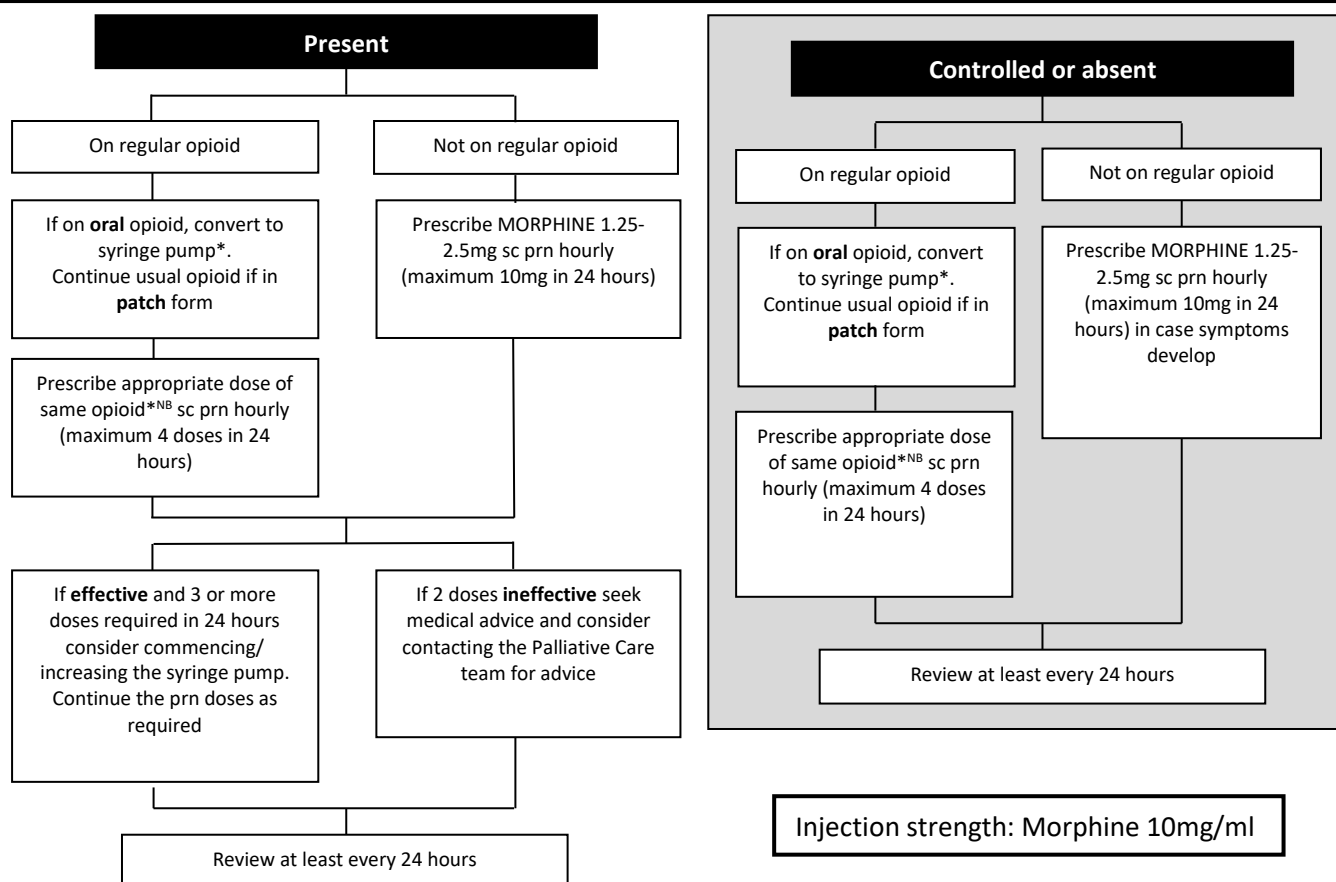 Present
On regular opioid
Not on regular opioid
If on oral opioid, convert to
syringe pump*.
Continue usual opioid if in
patch form
Prescribe MORPHINE 1.25-
2.5mg sc prn hourly
(maximum 10mg in 24 hours)
Prescribe appropriate dose of
same opioid*NB sc prn hourly
(maximum 4 doses in 24
hours)
If effective and 3 or more
doses required in 24 hours
consider commencing/
increasing the syringe pump.
Continue the prn doses as
required
If 2 doses ineffective seek
medical advice and consider
contacting the Palliative Care
team for advice
Review at least every 24 hours
Controlled or absent
On regular opioid
Not on regular opioid
If on oral opioid, convert
to syringe pump*.
Continue usual opioid if in
patch form
Prescribe MORPHINE 1.25-
2.5mg sc prn hourly
(maximum 10mg in 24
hours) in case symptoms
develop
Prescribe appropriate dose
of same opioid*NB sc prn
hourly (maximum 4 doses
in 24 hours)
Review at least every 24 hours
Injection strength: Morphine 10mg/ml